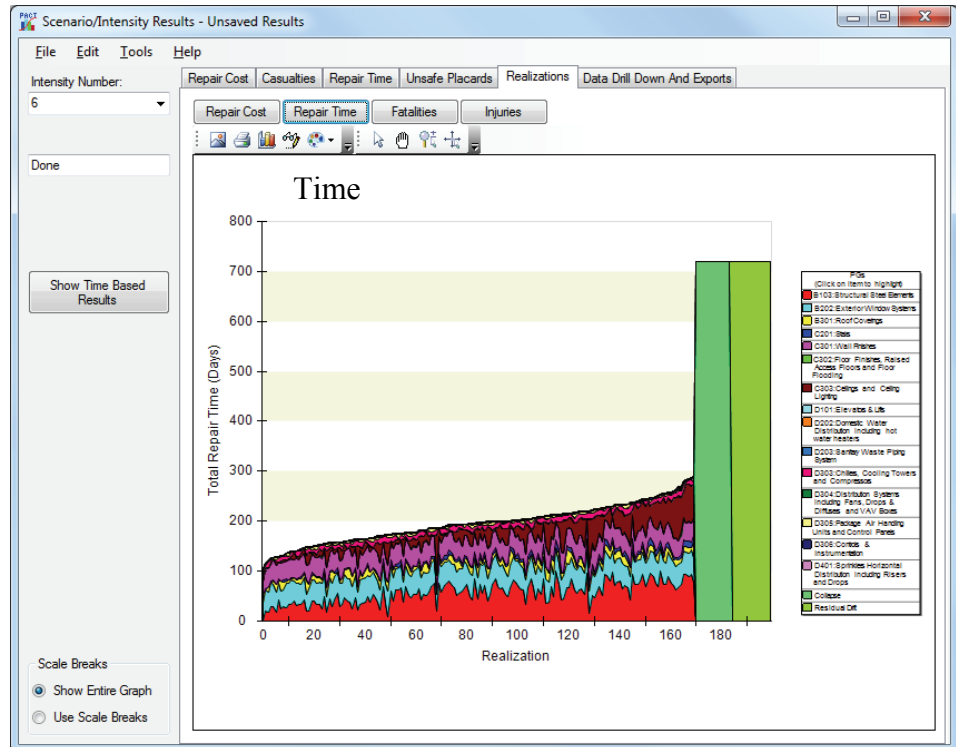 PACT
Scenario/Intensity Results - Unsaved Results
File Edit Tools Help
Intensity Number:
6
Done
Show Time Based
Results
Scale Breaks
Show Entire Graph
Use Scale Breaks
Repair Cost Casualties Repair Time Unsafe Placards Realizations Data Drill Down And Exports
Repair Cost Repair Time Fatalities Injuries
Time
800
700
600
500
400
300
200
100
0
Total Repair Time (Days)
0 20 40 60 80 100 120 140 160 180
Realization
PGs
(Click on item to highlight)
B103:Structural Steel Elements
B202:Exterior Window Systems
B301:Roof Coverings
C201:Stairs
C301:Wall Finishes
C302:Floor Finishes, Raised
Access Floors and Floor
Flooding
C303:Ceilings and Ceiling
Lighting
D101:Elevators & Lifts
D202:Domestic Water
Distribution including hot
water heaters
D203:Sanitary Waste Piping
System
D303:Chillers, Cooling Towers
and Compressors
D304:Distribution Systems
including Fans, Drops &
Diffusers and VAV Boxes
D305:Package Air Handling
Units and Control Panels
D306:Controls &
Instrumentation
D401:Sprinklers Horizontal
Distribution including Risers
and Drops
Collapse
Residual Drift